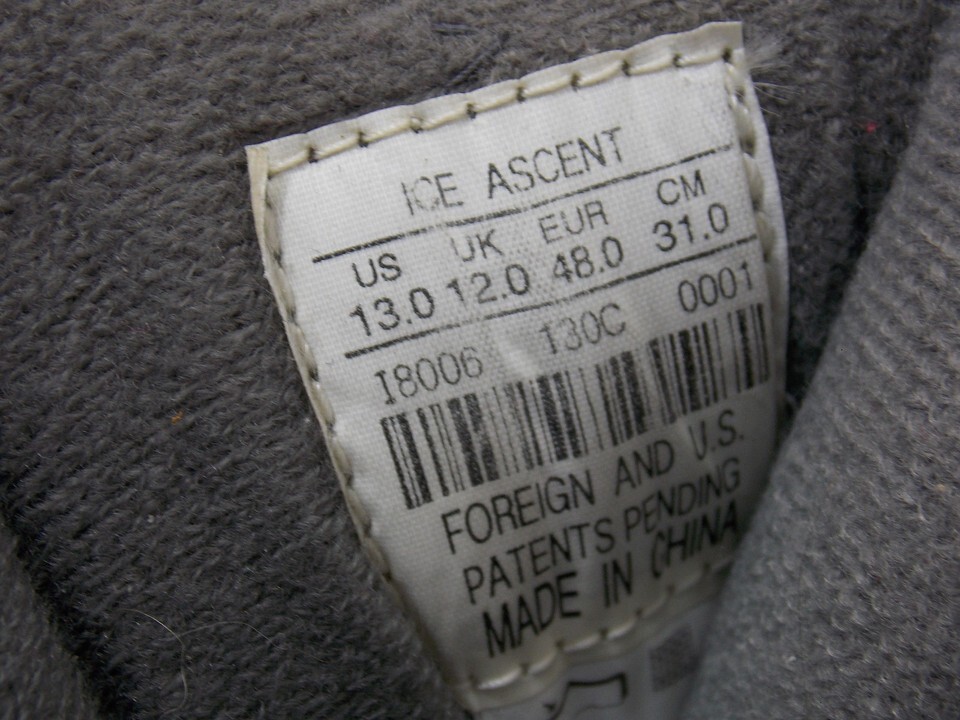 ICE ASCENT
US UK EUR CM
13.0 12.0 48.0 31.0
I8006 130C 0001
FOREIGN AND U.S.
PATENTS PENDING
MADE IN CHINA